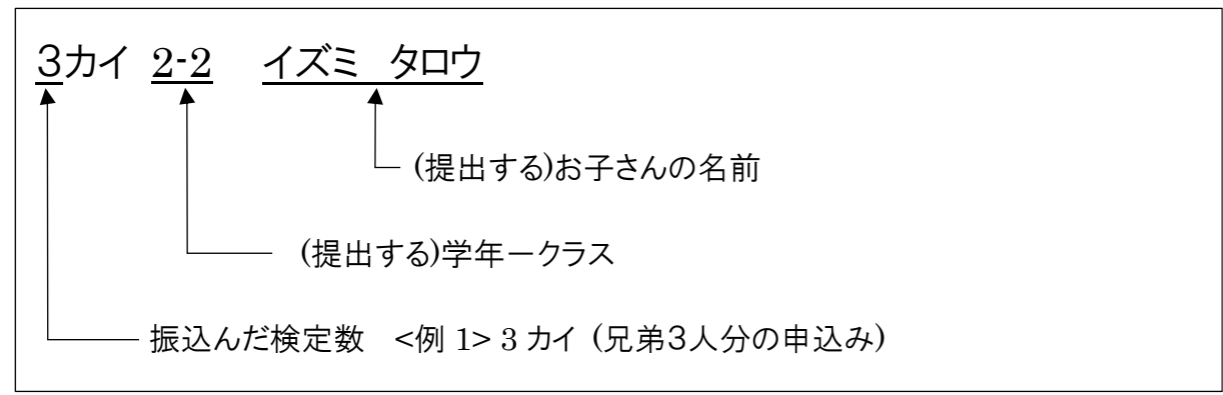 ３カイ 2-2　イズミ　タロウ
(提出する)お子さんの名前
(提出する)学年－クラス
振込んだ検定数　<例 1> 3 カイ (兄弟３人分の申込み)